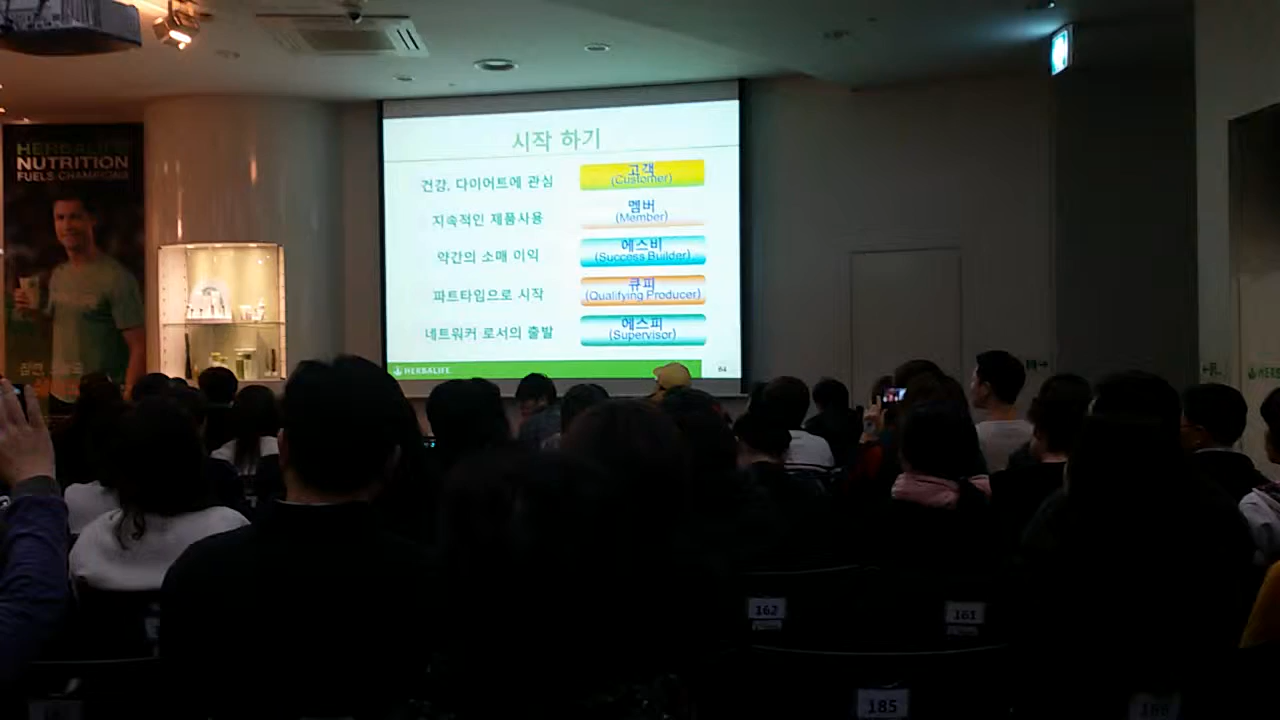 HERBALIFE
NUTRITION
FUELS CHAMPIONS
시작 하기
건강, 다이어트에 관심
고객
(Customer)
지속적인 제품사용
멤버
(Member)
약간의 소매 이익
에스비
(Success Builder)
파트타임으로 시작
큐피
(Qualifying Producer)
네트워커 로서의 출발
에스피
(Supervisor)
HERBALIFE
64
162
161
185